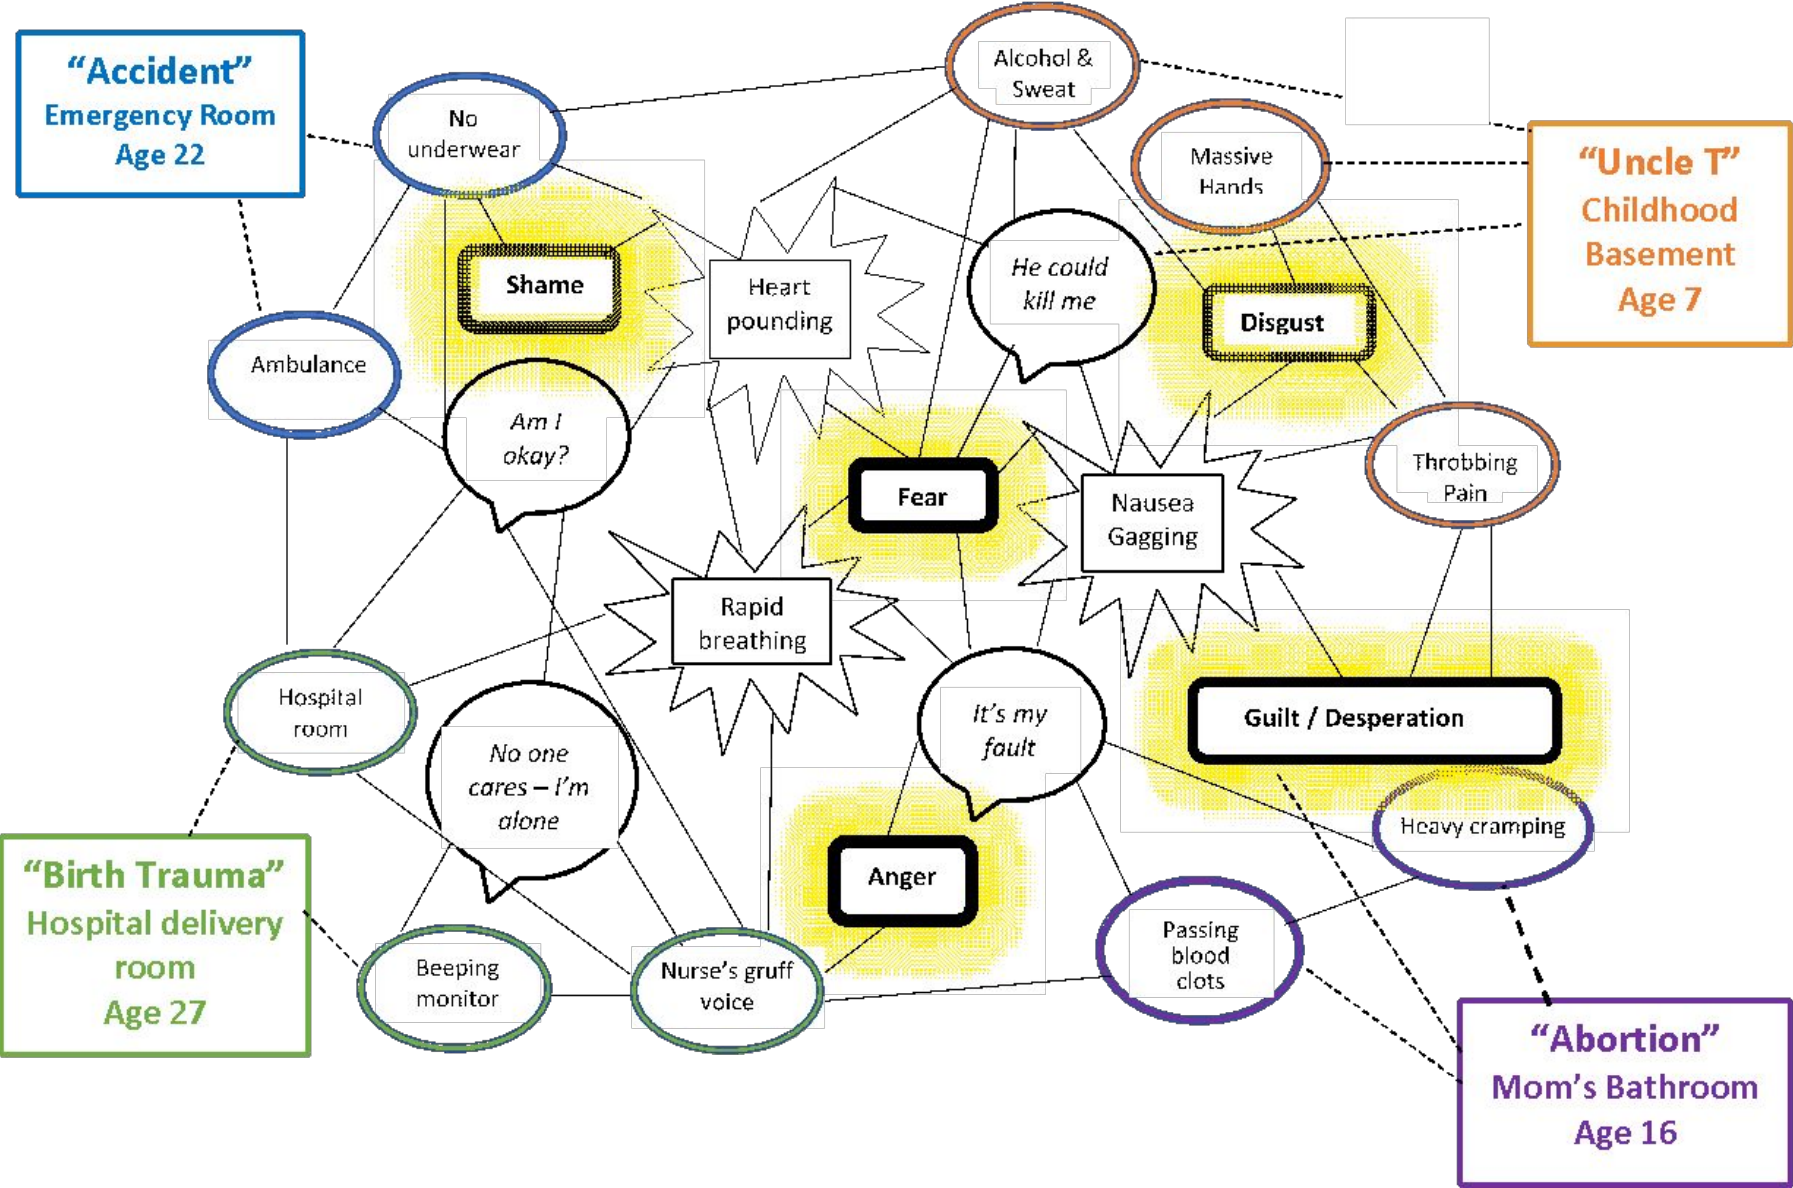 “Accident”
Emergency Room
Age 22
No
underwear
Alcohol &
Sweat
Massive
Hands
“Uncle T”
Childhood
Basement
Age 7
Shame
Heart
pounding
He could
kill me
Disgust
Ambulance
Am I
okay?
Fear
Nausea
Gagging
Throbbing
Pain
Rapid
breathing
Hospital
room
No one
cares – I’m
alone
It’s my
fault
Guilt / Desperation
Heavy cramping
Anger
“Birth Trauma”
Hospital delivery
room
Age 27
Beeping
monitor
Nurse’s gruff
voice
Passing
blood
clots
“Abortion”
Mom’s Bathroom
Age 16